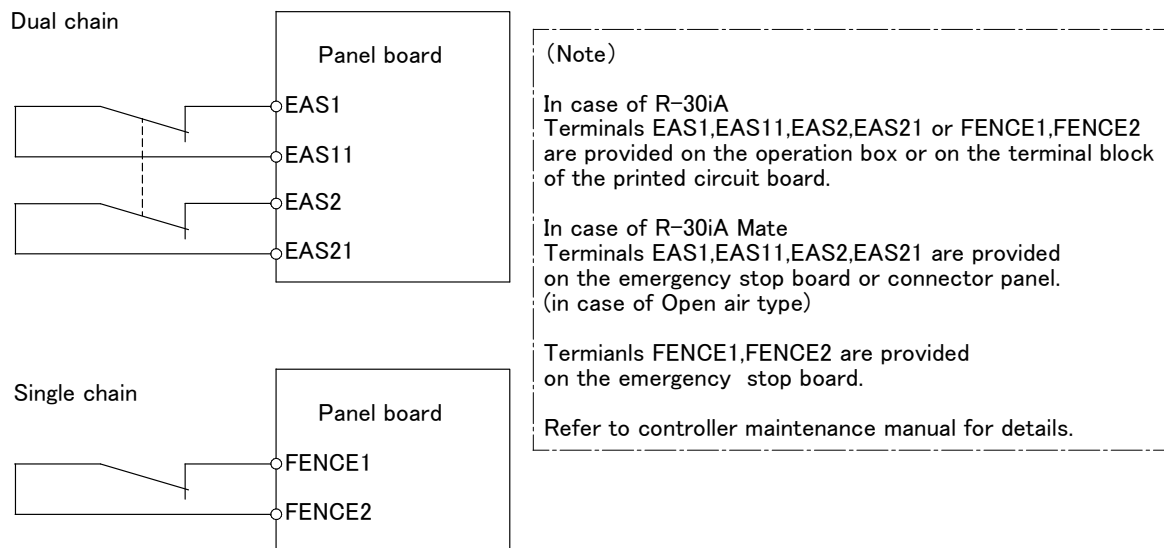 Dual chain
Panel board
EAS1
EAS11
EAS2
EAS21
Single chain
Panel board
FENCE1
FENCE2
(Note)
In case of R-30iA
Terminals EAS1,EAS11,EAS2,EAS21 or FENCE1,FENCE2
are provided on the operation box or on the terminal block
of the printed circuit board.
In case of R-30iA Mate
Terminals EAS1,EAS11,EAS2,EAS21 are provided
on the emergency stop board or connector panel.
(in case of Open air type)
Termianls FENCE1,FENCE2 are provided
on the emergency stop board.
Refer to controller maintenance manual for details.